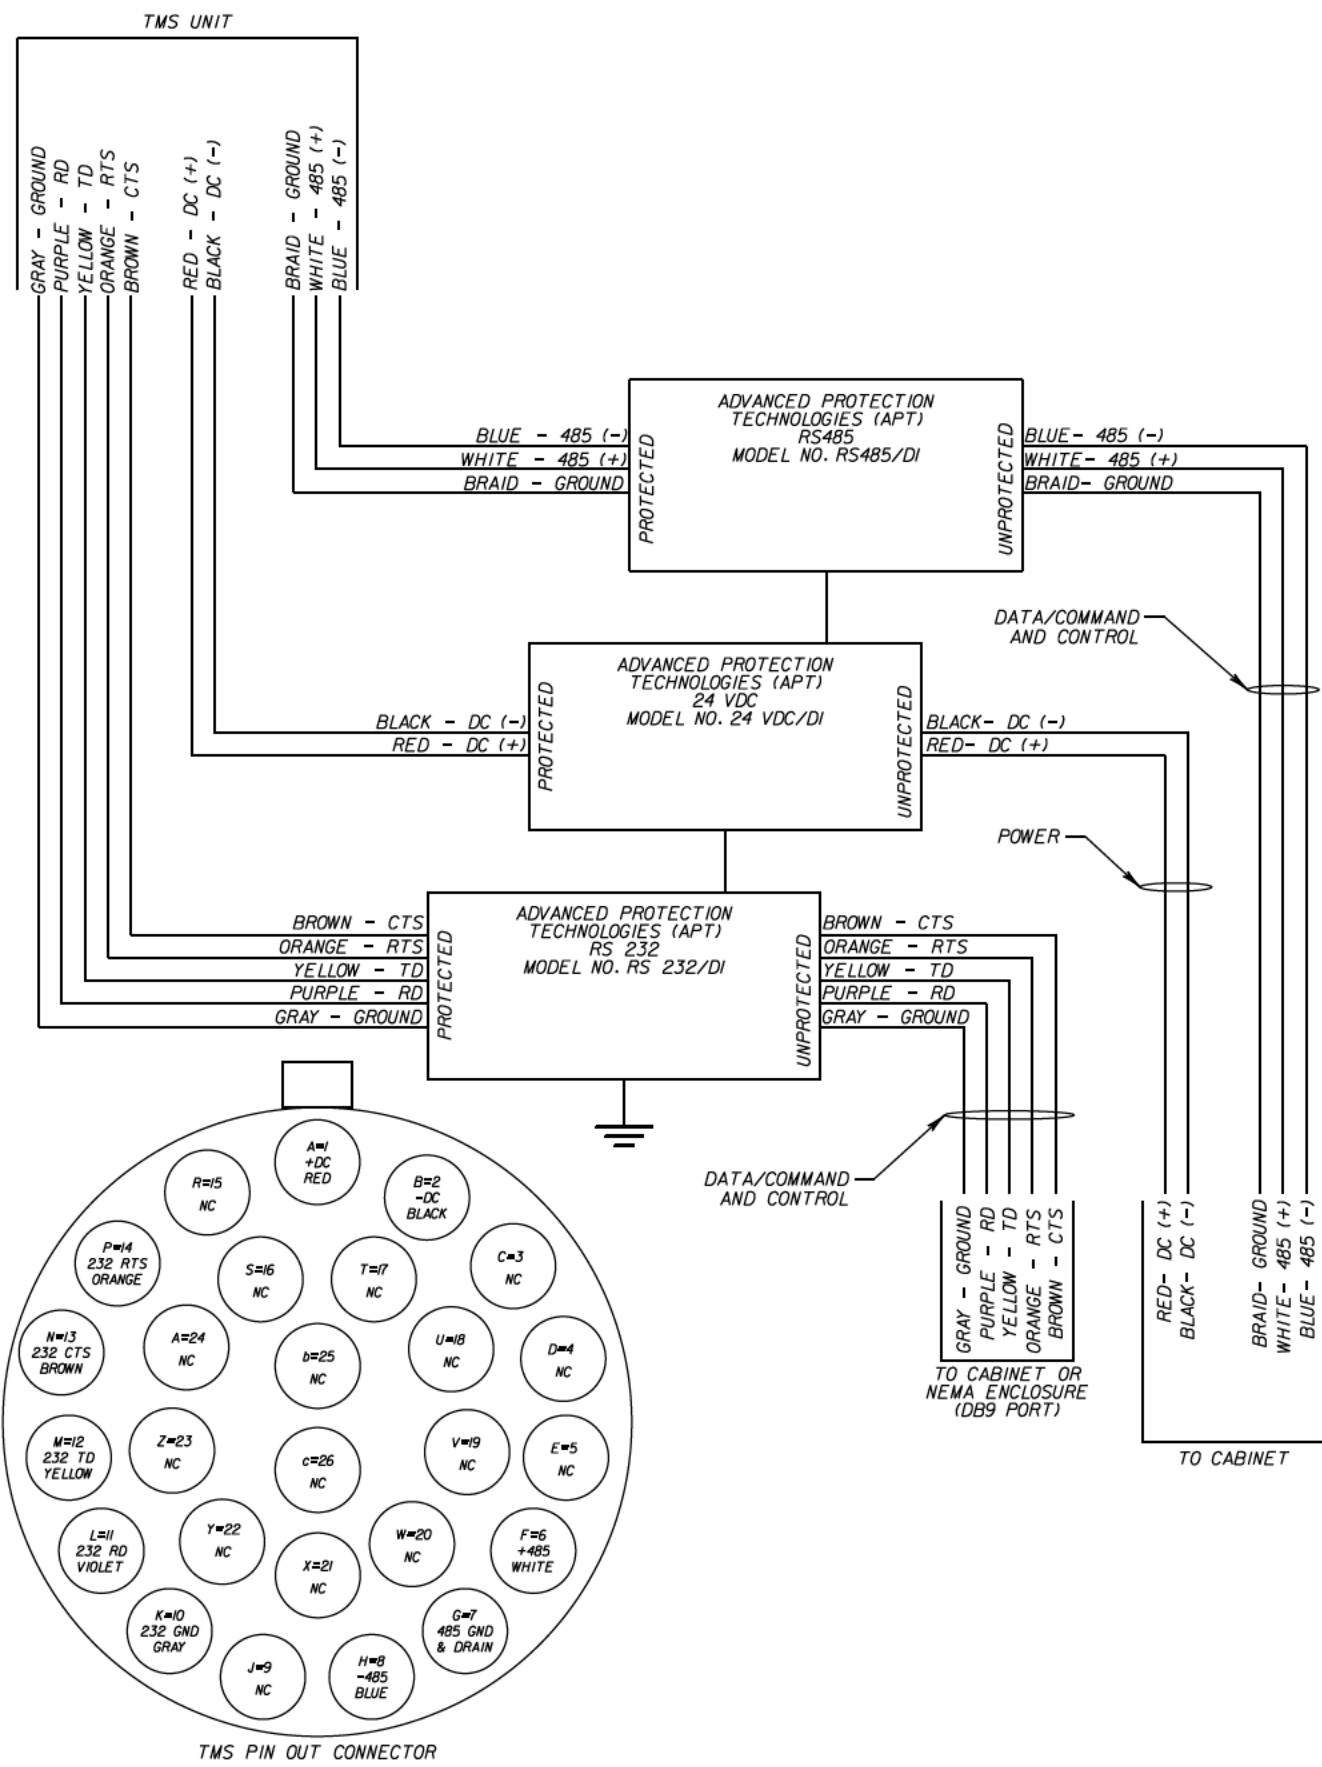 TMS UNIT
GRAY - GROUND
PURPLE - RD
YELLOW - TD
ORANGE - RTS
BROWN - CTS
RED - DC (+)
BLACK - DC (-)
BRAID - GROUND
WHITE - 485 (+)
BLUE - 485 (-)
BLUE - 485 (-)
WHITE - 485 (+)
BRAID - GROUND
PROTECTED
ADVANCED PROTECTION
TECHNOLOGIES (APT)
RS485
MODEL NO. RS485/DI
UNPROTECTED
BLUE- 485 (-)
WHITE- 485 (+)
BRAID- GROUND
DATA/COMMAND
AND CONTROL
BLACK - DC (-)
RED - DC (+)
PROTECTED
ADVANCED PROTECTION
TECHNOLOGIES (APT)
24 VDC
MODEL NO. 24 VDC/DI
UNPROTECTED
BLACK- DC (-)
RED- DC (+)
POWER
BROWN - CTS
ORANGE - RTS
YELLOW - TD
PURPLE - RD
GRAY - GROUND
PROTECTED
ADVANCED PROTECTION
TECHNOLOGIES (APT)
RS 232
MODEL NO. RS 232/DI
UNPROTECTED
BROWN - CTS
ORANGE - RTS
YELLOW - TD
PURPLE - RD
GRAY - GROUND
DATA/COMMAND
AND CONTROL
GRAY - GROUND
PURPLE - RD
YELLOW - TD
ORANGE - RTS
BROWN - CTS
TO CABINET OR
NEMA ENCLOSURE
(DB9 PORT)
RED- DC (+)
BLACK- DC (-)
BRAID- GROUND
WHITE- 485 (+)
BLUE- 485 (-)
TO CABINET
A=1
+DC
RED
B=2
-DC
BLACK
C=3
NC
D=4
NC
E=5
NC
F=6
+485
WHITE
G=7
485 GND
& DRAIN
H=8
-485
BLUE
J=9
NC
K=10
232 GND
GRAY
L=11
232 RD
VIOLET
M=12
232 TD
YELLOW
N=13
232 CTS
BROWN
P=14
232 RTS
ORANGE
R=15
NC
S=16
NC
T=17
NC
U=18
NC
V=19
NC
W=20
NC
X=21
NC
Y=22
NC
Z=23
NC
A=24
NC
b=25
NC
c=26
NC
TMS PIN OUT CONNECTOR